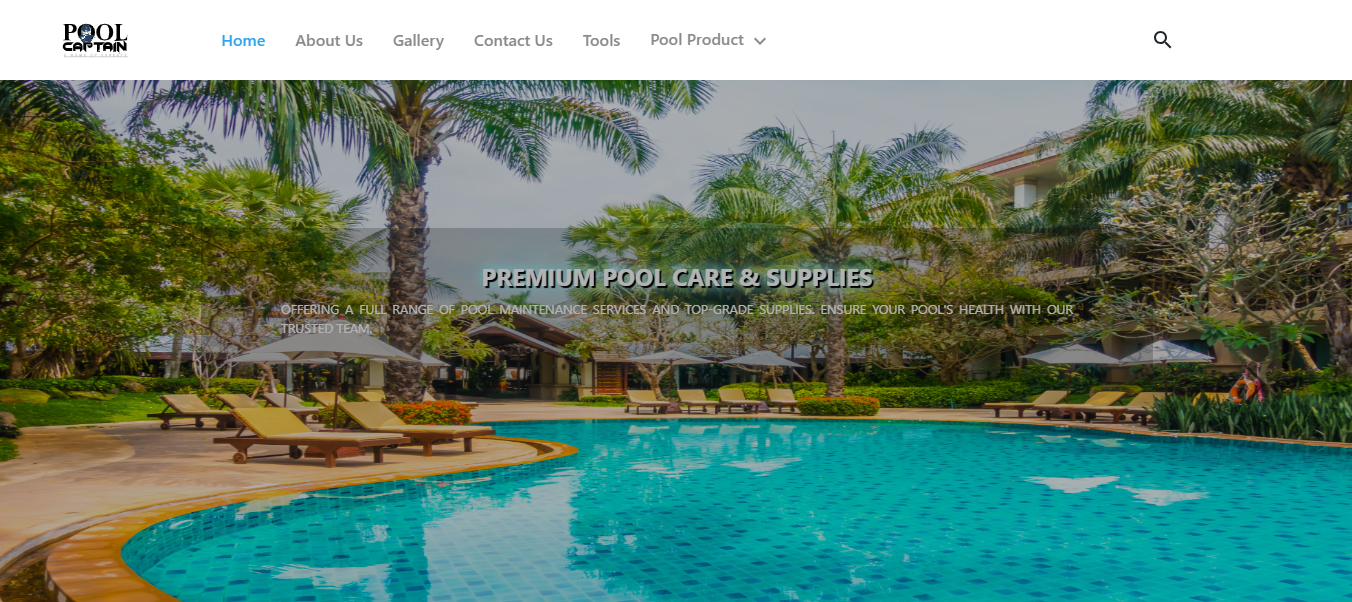 POOL
CAPTAIN
Home
About Us
Gallery
Contact Us
Tools
Pool Product
PREMIUM POOL CARE & SUPPLIES
OFFERING A FULL RANGE OF POOL MAINTENANCE SERVICES AND TOP-GRADE SUPPLIES. ENSURE YOUR POOL'S HEALTH WITH OUR
TRUSTED TEAM.